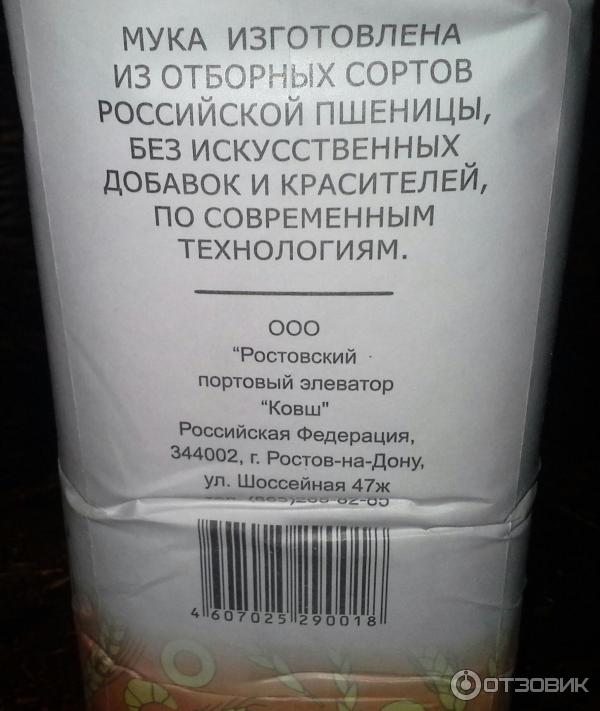 МУКА ИЗГОТОВЛЕНА
ИЗ ОТБОРНЫХ СОРТОВ
РОССИЙСКОЙ ПШЕНИЦЫ,
БЕЗ ИСКУССТВЕННЫХ
ДОБАВОК И КРАСИТЕЛЕЙ,
ПО СОВРЕМЕННЫМ
ТЕХНОЛОГИЯМ.
ООО
“Ростовский
портовый элеватор
“Ковш"
Российская Федерация,
344002, г. Ростов-на-Дону,
ул. Шоссейная 47ж
4 607025 290018
ОТЗОВИК